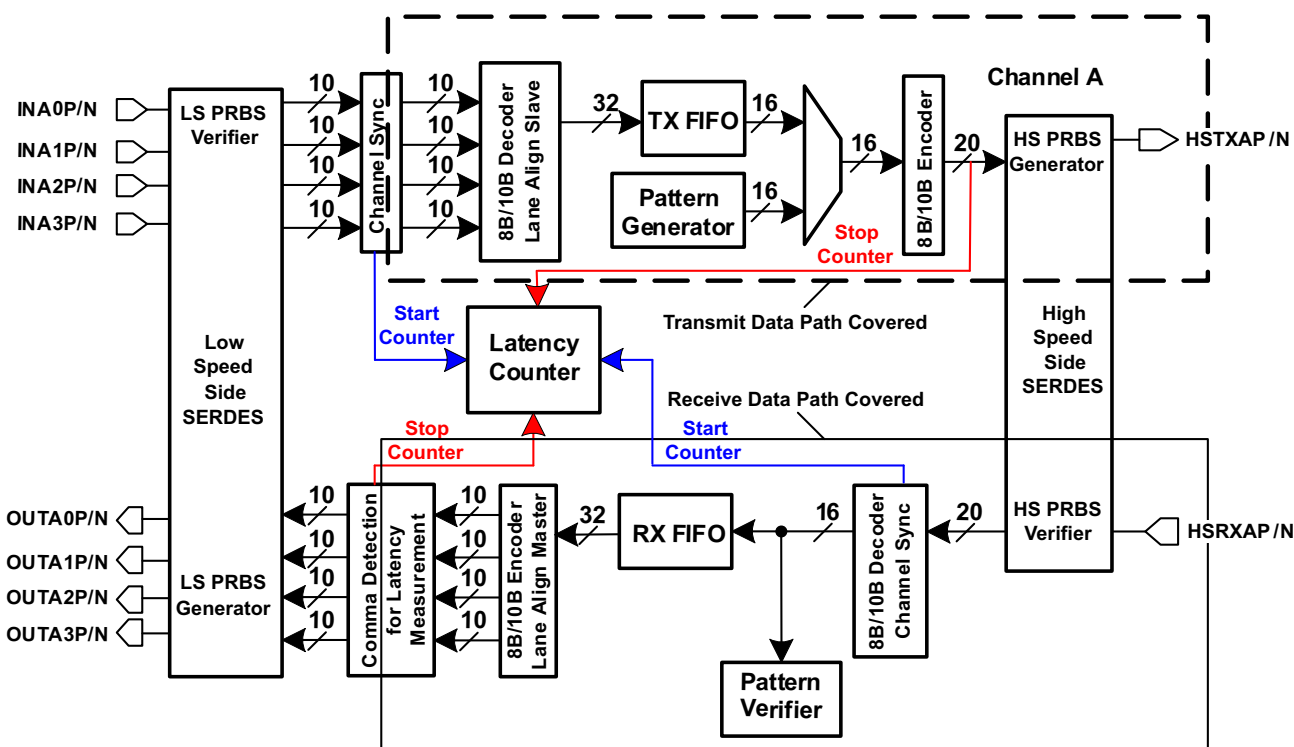 Channel A
INA0P/N
INA1P/N
INA2P/N
INA3P/N
LS PRBS
Verifier
10
10
10
10
Channel Sync
10
10
10
10
8B/10B Decoder
Lane Align Slave
32
TX FIFO
16
Pattern
Generator
16
16
8B/10B Encoder
20
HS PRBS
Generator
HSTXAP/N
Stop
Counter
Start
Counter
Latency
Counter
Transmit Data Path Covered
Receive Data Path Covered
Low
Speed
Side
SERDES
High
Speed
Side
SERDES
Stop
Counter
Start
Counter
OUTA0P/N
OUTA1P/N
OUTA2P/N
OUTA3P/N
LS PRBS
Generator
10
10
10
10
Comma Detection
for Latency
Measurement
10
10
10
10
8B/10B Encoder
Lane Align Master
32
RX FIFO
16
8B/10B Decoder
Channel Sync
20
HS PRBS
Verifier
HSRXAP/N
Pattern
Verifier